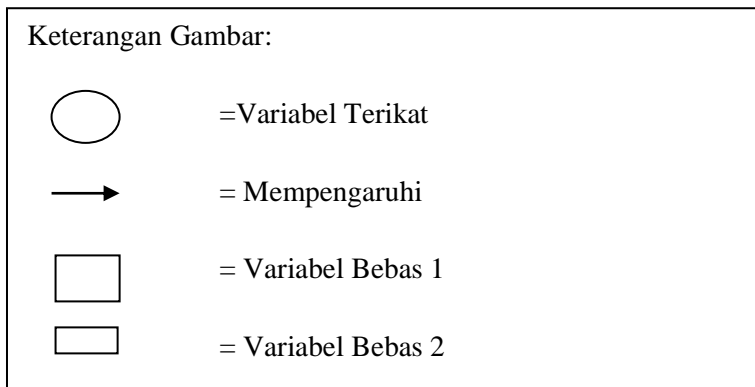 Keterangan Gambar:
=Variabel Terikat
= Mempengaruhi
= Variabel Bebas 1
= Variabel Bebas 2